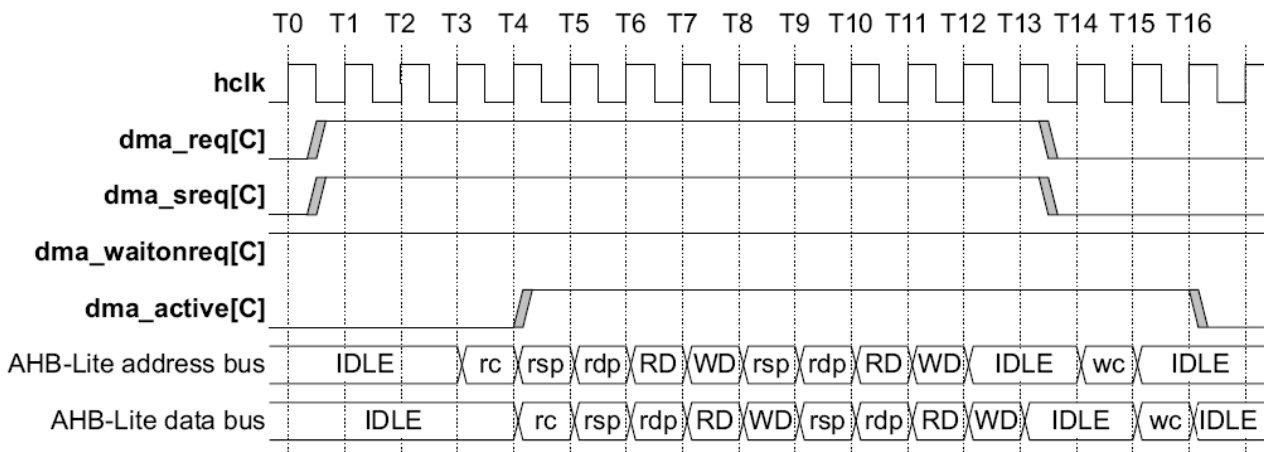 T0 T1 T2 T3 T4 T5 T6 T7 T8 T9 T10 T11 T12 T13 T14 T15 T16
hclk
dma_req[C]
dma_sreq[C]
dma_waitonreq[C]
dma_active[C]
AHB-Lite address bus IDLE rc rsp rdp RD WD rsp rdp RD WD IDLE wc IDLE
AHB-Lite data bus IDLE rc rsp rdp RD WD rsp rdp RD WD IDLE wc IDLE